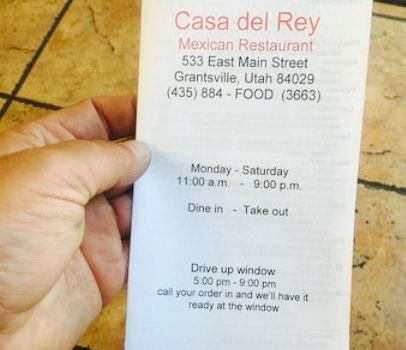 Casa del Rey
Mexican Restaurant
533 East Main Street
Grantsville, Utah 84029
(435) 884 - FOOD (3663)
Monday - Saturday
11:00 a.m. - 9:00 p.m.
Dine in - Take out
Drive up window
5:00 pm - 9:00 pm
call your order in and we'll have it
ready at the window